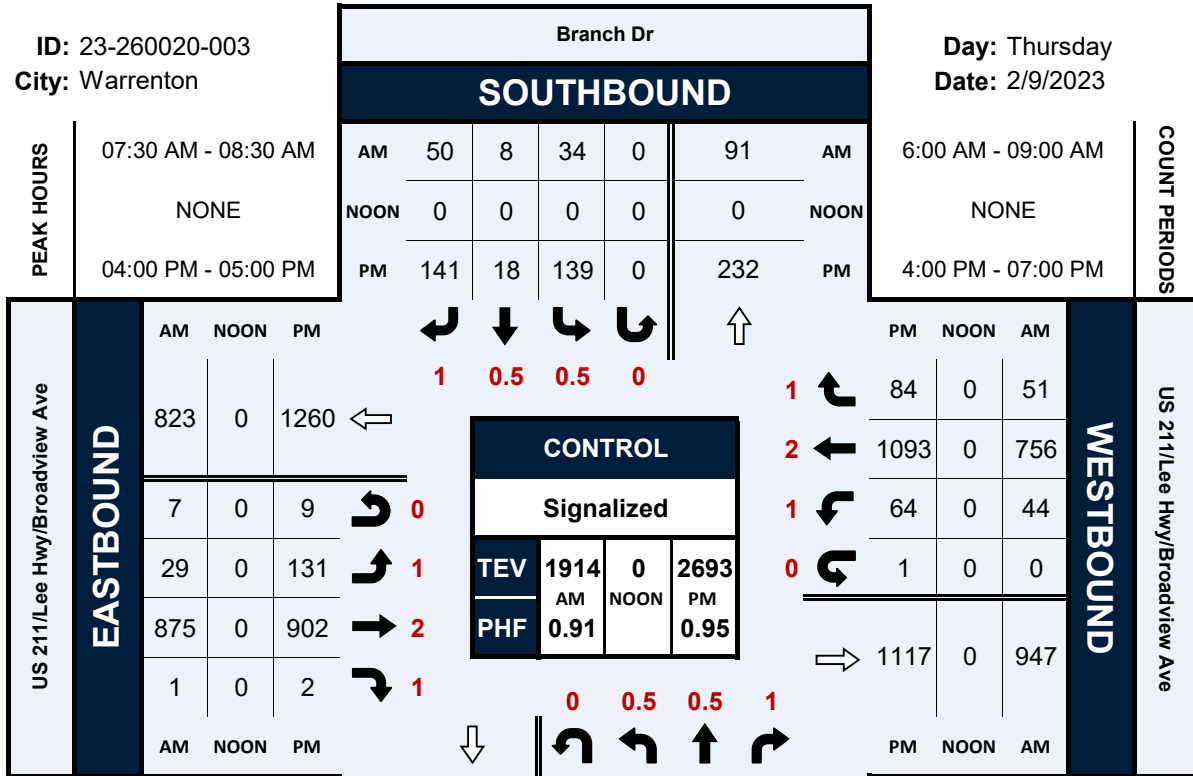 ID: 23-260020-003
City: Warrenton
Branch Dr
SOUTHBOUND
Day: Thursday
Date: 2/9/2023
PEAK HOURS
07:30 AM - 08:30 AM
NONE
04:00 PM - 05:00 PM
AM 50 8 34 0 91 AM
NOON 0 0 0 0 0 NOON
PM 141 18 139 0 232 PM
6:00 AM - 09:00 AM
NONE
4:00 PM - 07:00 PM
COUNT PERIODS
1 0.5 0.5 0
US 211/Lee Hwy/Broadview Ave
EASTBOUND
AM NOON PM
823 0 1260
7 0 9 0
29 0 131 1
875 0 902 2
1 0 2 1
AM NOON PM
CONTROL
Signalized
TEV 1914 0 2693
AM NOON PM
PHF 0.91 0.95
PM NOON AM
1 84 0 51
2 1093 0 756
1 64 0 44
0 1 0 0
1117 0 947
PM NOON AM
WESTBOUND
US 211/Lee Hwy/Broadview Ave
0 0.5 0.5 1